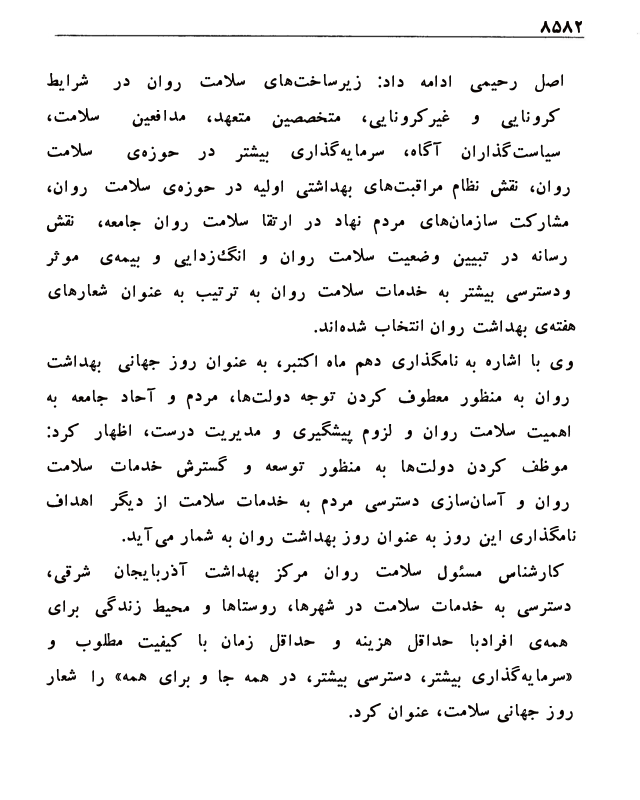 ۸۵۸۲
اصل رحیمی ادامه داد: زیرساخت‌های سلامت روان در شرایط
کرونایی و غیرکرونایی، متخصصین متعهد، مدافعین سلامت،
سیاست‌گذاران آگاه، سرمایه‌گذاری بیشتر در حوزه‌ی سلامت
روان، نقش نظام مراقبت‌های بهداشتی اولیه در حوزه‌ی سلامت روان،
مشارکت سازمان‌های مردم نهاد در ارتقا سلامت روان جامعه، نقش
رسانه در تبیین وضعیت سلامت روان و انگ‌زدایی و بیمه‌ی موثر
ودسترسی بیشتر به خدمات سلامت روان به ترتیب به عنوان شعارهای
هفته‌ی بهداشت روان انتخاب شده‌اند.
وی با اشاره به نامگذاری دهم ماه اکتبر، به عنوان روز جهانی بهداشت
روان به منظور معطوف کردن توجه دولت‌ها، مردم و آحاد جامعه به
اهمیت سلامت روان و لزوم پیشگیری و مدیریت درست، اظهار کرد:
موظف کردن دولت‌ها به منظور توسعه و گسترش خدمات سلامت
روان و آسان‌سازی دسترسی مردم به خدمات سلامت از دیگر اهداف
نامگذاری این روز به عنوان روز بهداشت روان به شمار می‌آید.
کارشناس مسئول سلامت روان مرکز بهداشت آذربایجان شرقی،
دسترسی به خدمات سلامت در شهرها، روستاها و محیط زندگی برای
همه‌ی افرادبا حداقل هزینه و حداقل زمان با کیفیت مطلوب و
«سرمایه‌گذاری بیشتر، دسترسی بیشتر، در همه جا و برای همه» را شعار
روز جهانی سلامت، عنوان کرد.